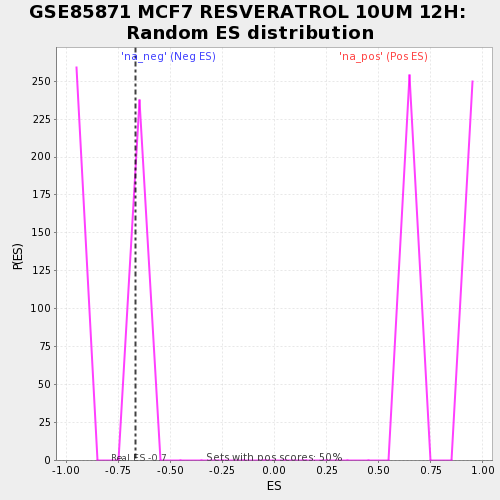 GSE85871 MCF7 RESVERATROL 10UM 12H:
Random ES distribution
'na_neg' (Neg ES)
'na_pos' (Pos ES)
250
225
200
175
150
125
100
75
50
25
0
P(ES)
Real ES -0.7
Sets with pos scores: 50%
-1.00 -0.75 -0.50 -0.25 0.00 0.25 0.50 0.75 1.00
ES